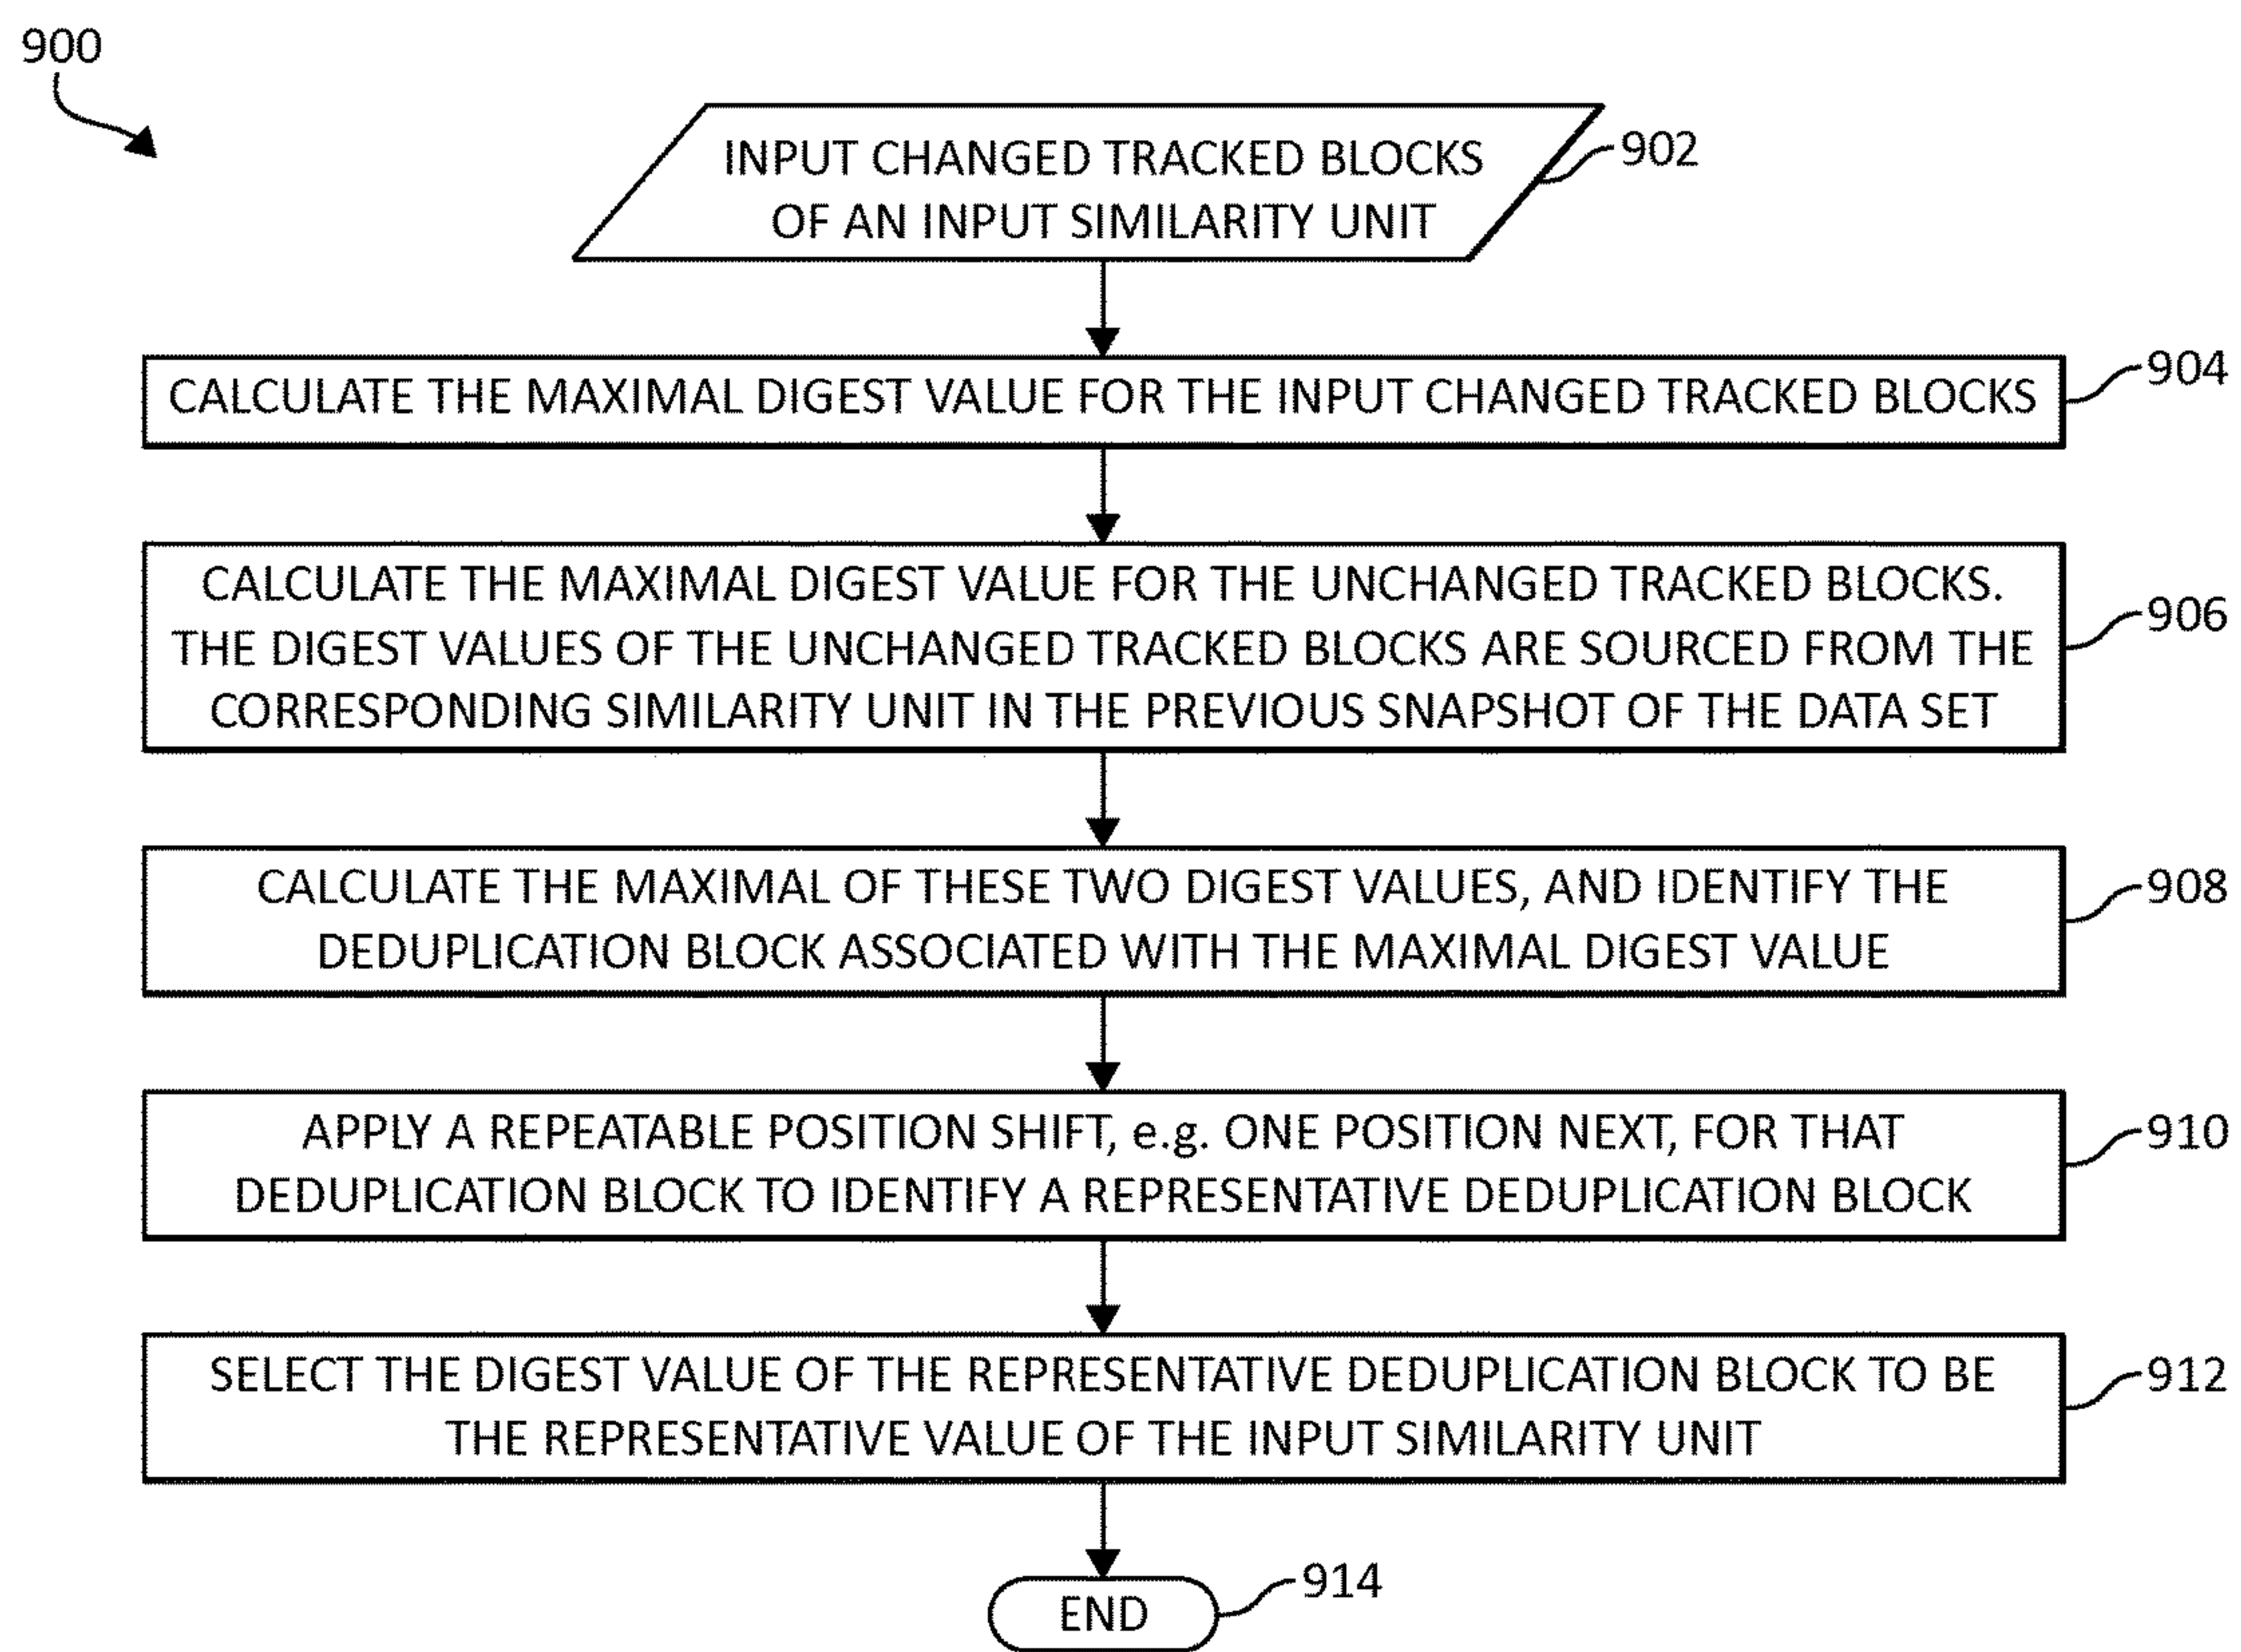 900
INPUT CHANGED TRACKED BLOCKS
OF AN INPUT SIMILARITY UNIT
902
CALCULATE THE MAXIMAL DIGEST VALUE FOR THE INPUT CHANGED TRACKED BLOCKS
904
CALCULATE THE MAXIMAL DIGEST VALUE FOR THE UNCHANGED TRACKED BLOCKS.
THE DIGEST VALUES OF THE UNCHANGED TRACKED BLOCKS ARE SOURCED FROM THE
CORRESPONDING SIMILARITY UNIT IN THE PREVIOUS SNAPSHOT OF THE DATA SET
906
CALCULATE THE MAXIMAL OF THESE TWO DIGEST VALUES, AND IDENTIFY THE
DEDUPLICATION BLOCK ASSOCIATED WITH THE MAXIMAL DIGEST VALUE
908
APPLY A REPEATABLE POSITION SHIFT, e.g. ONE POSITION NEXT, FOR THAT
DEDUPLICATION BLOCK TO IDENTIFY A REPRESENTATIVE DEDUPLICATION BLOCK
910
SELECT THE DIGEST VALUE OF THE REPRESENTATIVE DEDUPLICATION BLOCK TO BE
THE REPRESENTATIVE VALUE OF THE INPUT SIMILARITY UNIT
912
END
914